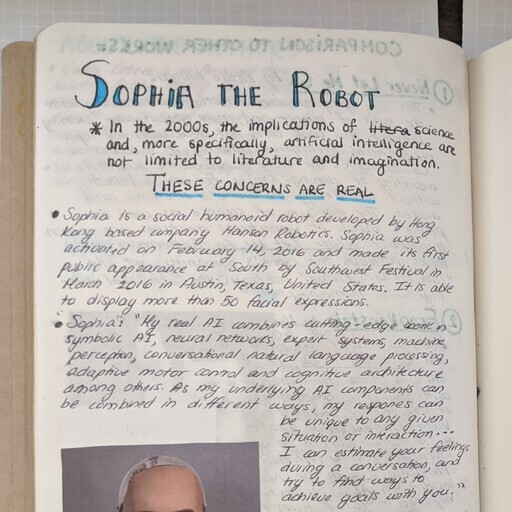 COMPARISON TO OTHER WORKS:
SOPHIA THE ROBOT
* In the 2000s, the implications of litera science
and, more specifically, artificial intelligence are
not limited to literature and imagination.
THESE CONCERNS ARE REAL
• Sophia is a social humanoid robot developed by Hong
Kong based company Hanson Robotics. Sophia was
activated on February 14, 2016 and made its first
public appearance at South by Southwest Festival in
March 2016 in Austin, Texas, United States. It is able
to display more than 50 facial expressions.
• "Sophia": "My real AI combines cutting-edge work in
symbolic AI, neural networks, expert systems, machine
perception, conversational natural language processing,
adaptive motor control and cognitive architecture
among others. As my underlying AI components can
be combined in different ways, my respones can
be unique to any given
situation or interaction...
I can estimate your feelings
during a conversation, and
try to find ways to
achieve goals with you."